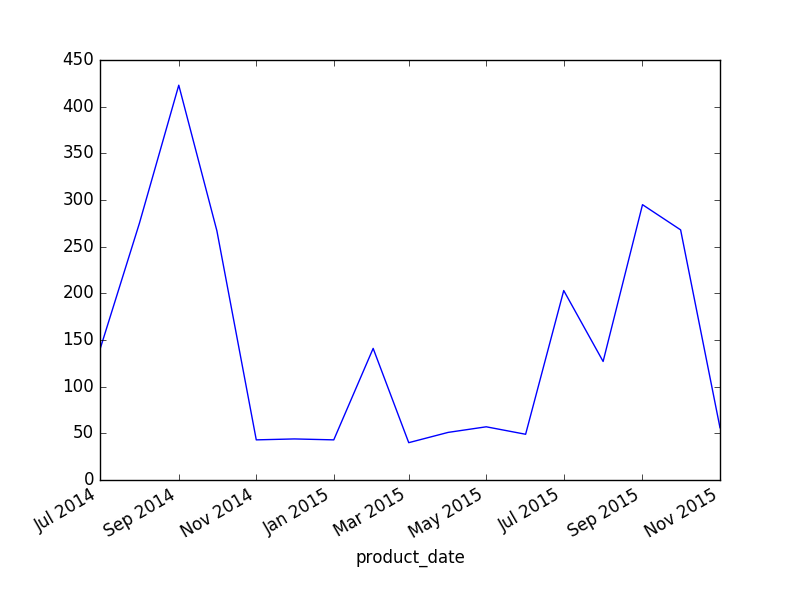 450
400
350
300
250
200
150
100
50
0
Jul 2014
Sep 2014
Nov 2014
Jan 2015
Mar 2015
May 2015
Jul 2015
Sep 2015
Nov 2015
product_date